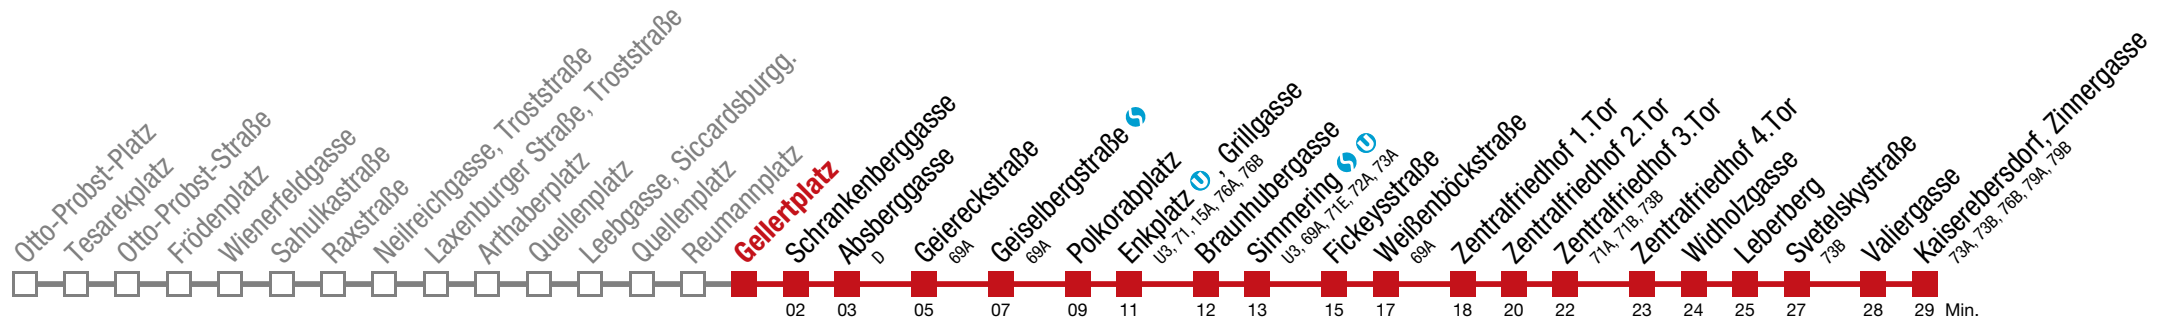 Otto-Probst-Platz
Tesarekplatz
Otto-Probst-Straße
Frödenplatz
Wienerfeldgasse
Sahulkastraße
Raxstraße
Neilreichgasse, Troststraße
Laxenburger Straße, Troststraße
Arthaberplatz
Quellenplatz
Leebgasse, Siccardsburgg.
Quellenplatz
Reumannplatz
Gellertplatz
Schrankenberggasse
Absberggasse
D
Geiereckstraße
69A
Geiselbergstraße S
69A
Polkorabplatz
Enkplatz U , Grillgasse
U3, 71, 15A, 76A, 76B
Braunhubergasse
Simmering S U
U3, 69A, 71E, 72A, 73A
Fickeysstraße
Weißenböckstraße
69A
Zentralfriedhof 1.Tor
Zentralfriedhof 2.Tor
Zentralfriedhof 3.Tor
71A, 71B, 73B
Zentralfriedhof 4.Tor
Widholzgasse
Leberberg
Svetelskystraße
73B
Valiergasse
Kaiserebersdorf, Zinnergasse
73A, 73B, 76B, 79A, 79B
02 03 05 07 09 11 12 13 15 17 18 20 22 23 24 25 27 28 29 Min.